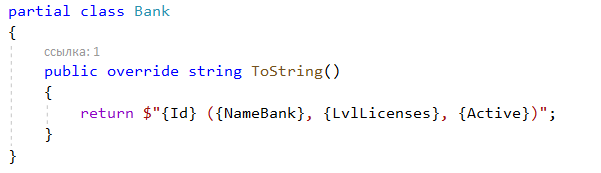 partial class Bank
{
ссылка: 1
public override string ToString()
{
return $"{Id} ({NameBank}, {LvlLicenses}, {Active})";
}
}